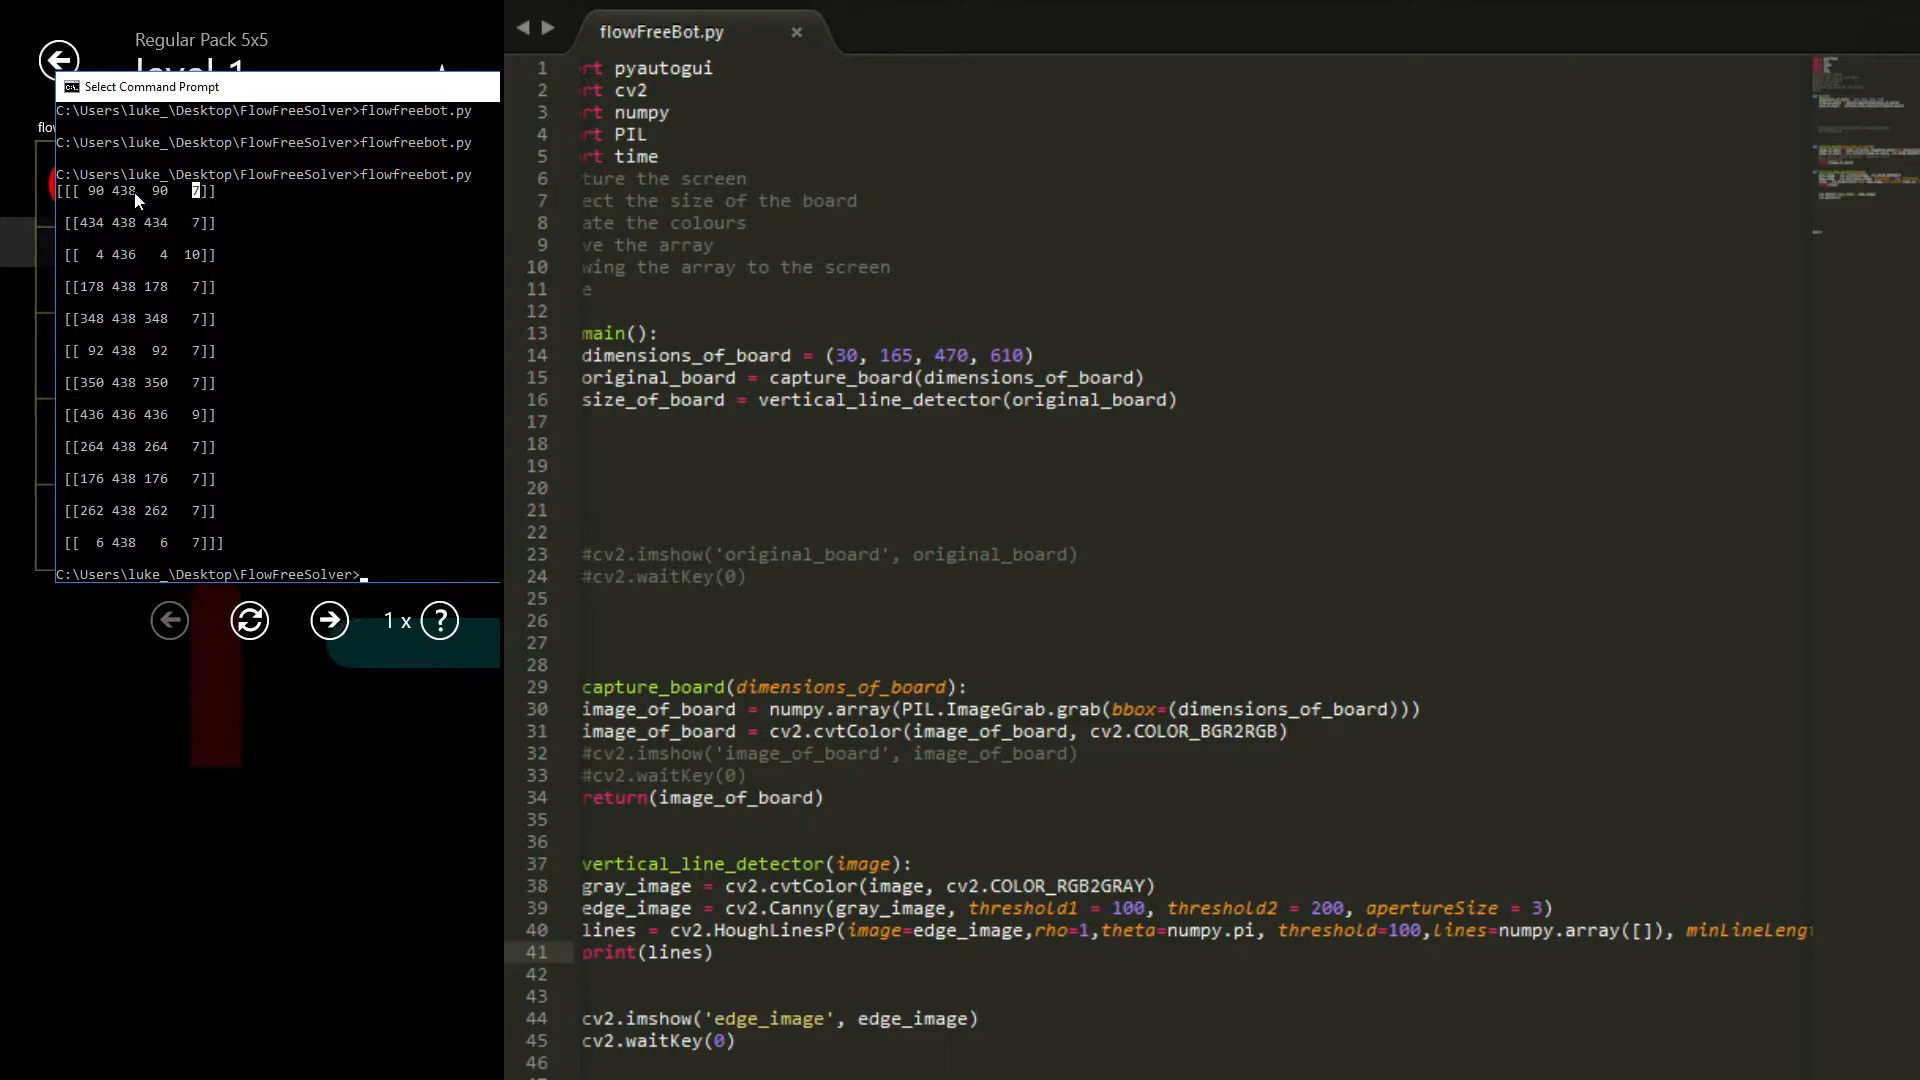 Regular Pack 5x5
level 1
Select Command Prompt
C:\Users\luke_\Desktop\FlowFreeSolver>flowfreebot.py
C:\Users\luke_\Desktop\FlowFreeSolver>flowfreebot.py
C:\Users\luke_\Desktop\FlowFreeSolver>flowfreebot.py
[[[ 90 438  90   7]]
[[434 438 434   7]]
[[  4 436   4  10]]
[[178 438 178   7]]
[[348 438 348   7]]
[[ 92 438  92   7]]
[[350 438 350   7]]
[[436 436 436   9]]
[[264 438 264   7]]
[[176 438 176   7]]
[[262 438 262   7]]
[[  6 438   6   7]]]
C:\Users\luke_\Desktop\FlowFreeSolver>
1 x ?
flowFreeBot.py ×
1 rt pyautogui
2 rt cv2
3 rt numpy
4 rt PIL
5 rt time
6 ture the screen
7 ect the size of the board
8 ate the colours
9 ve the array
10 wing the array to the screen
11 e
12
13 main():
14 dimensions_of_board = (30, 165, 470, 610)
15 original_board = capture_board(dimensions_of_board)
16 size_of_board = vertical_line_detector(original_board)
17
18
19
20
21
22
23 #cv2.imshow('original_board', original_board)
24 #cv2.waitKey(0)
25
26
27
28
29 capture_board(dimensions_of_board):
30 image_of_board = numpy.array(PIL.ImageGrab.grab(bbox=(dimensions_of_board)))
31 image_of_board = cv2.cvtColor(image_of_board, cv2.COLOR_BGR2RGB)
32 #cv2.imshow('image_of_board', image_of_board)
33 #cv2.waitKey(0)
34 return(image_of_board)
35
36
37 vertical_line_detector(image):
38 gray_image = cv2.cvtColor(image, cv2.COLOR_RGB2GRAY)
39 edge_image = cv2.Canny(gray_image, threshold1 = 100, threshold2 = 200, apertureSize = 3)
40 lines = cv2.HoughLinesP(image=edge_image,rho=1,theta=numpy.pi, threshold=100,lines=numpy.array([]), minLineLengt
41 print(lines)
42
43
44 cv2.imshow('edge_image', edge_image)
45 cv2.waitKey(0)
46